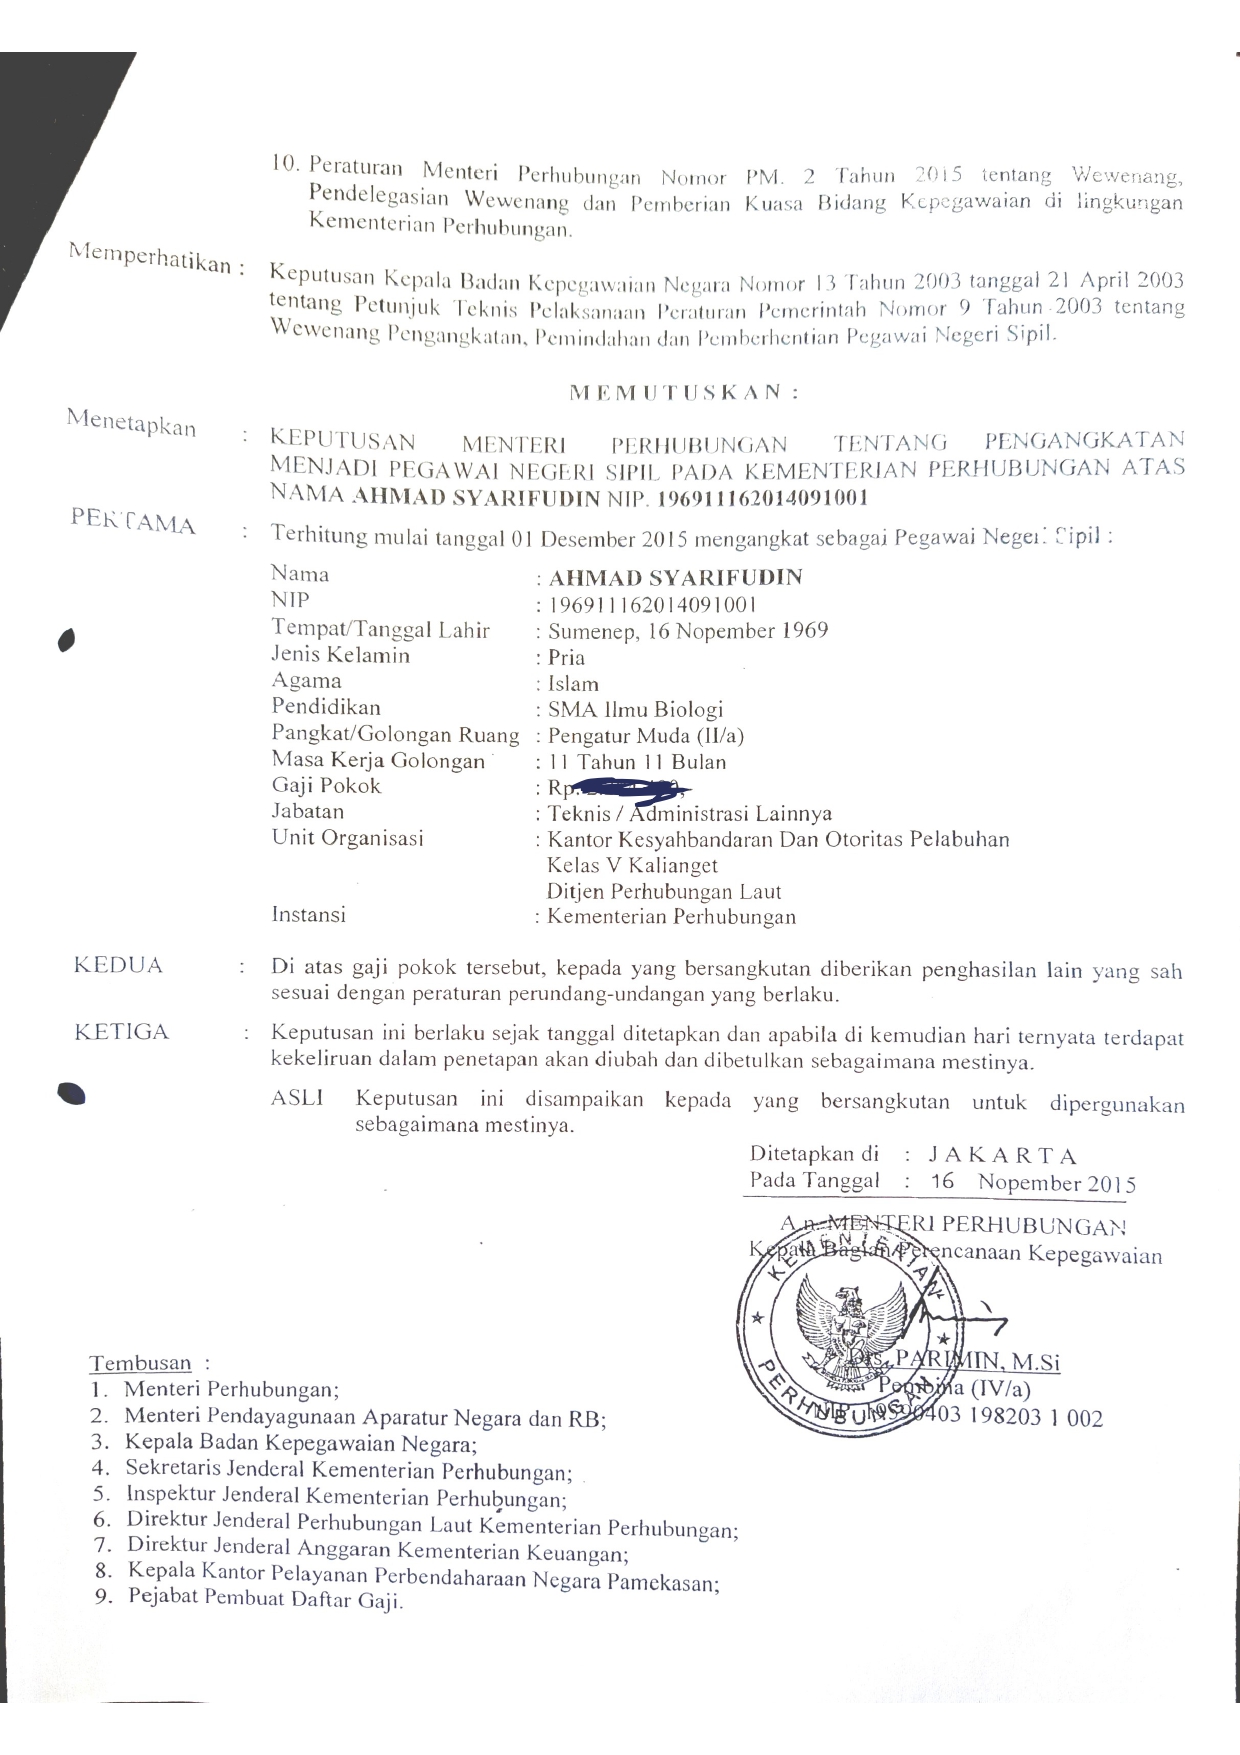 10. Peraturan Menteri Perhubungan Nomor PM. 2 Tahun 2015 tentang Wewenang,
Pendelegasian Wewenang dan Pemberian Kuasa Bidang Kepegawaian di lingkungan
Kementerian Perhubungan.
Memperhatikan : Keputusan Kepala Badan Kepegawaian Negara Nomor 13 Tahun 2003 tanggal 21 April 2003
tentang Petunjuk Teknis Pelaksanaan Peraturan Pemerintah Nomor 9 Tahun 2003 tentang
Wewenang Pengangkatan, Pemindahan dan Pemberhentian Pegawai Negeri Sipil.
MEMUTUSKAN :
Menetapkan : KEPUTUSAN MENTERI PERHUBUNGAN TENTANG PENGANGKATAN
MENJADI PEGAWAI NEGERI SIPIL PADA KEMENTERIAN PERHUBUNGAN ATAS
NAMA AHMAD SYARIFUDIN NIP. 196911162014091001
PERTAMA : Terhitung mulai tanggal 01 Desember 2015 mengangkat sebagai Pegawai Negeri Sipil :
Nama : AHMAD SYARIFUDIN
NIP : 196911162014091001
Tempat/Tanggal Lahir : Sumenep, 16 Nopember 1969
Jenis Kelamin : Pria
Agama : Islam
Pendidikan : SMA Ilmu Biologi
Pangkat/Golongan Ruang : Pengatur Muda (II/a)
Masa Kerja Golongan : 11 Tahun 11 Bulan
Gaji Pokok : Rp.
Jabatan : Teknis / Administrasi Lainnya
Unit Organisasi : Kantor Kesyahbandaran Dan Otoritas Pelabuhan
Kelas V Kalianget
Ditjen Perhubungan Laut
Instansi : Kementerian Perhubungan
KEDUA : Di atas gaji pokok tersebut, kepada yang bersangkutan diberikan penghasilan lain yang sah
sesuai dengan peraturan perundang-undangan yang berlaku.
KETIGA : Keputusan ini berlaku sejak tanggal ditetapkan dan apabila di kemudian hari ternyata terdapat
kekeliruan dalam penetapan akan diubah dan dibetulkan sebagaimana mestinya.
ASLI Keputusan ini disampaikan kepada yang bersangkutan untuk dipergunakan
sebagaimana mestinya.
Ditetapkan di : JAKARTA
Pada Tanggal : 16 Nopember 2015
A.n. MENTERI PERHUBUNGAN
Kepala Bagian Perencanaan Kepegawaian
KEMENTERIAN
PERHUBUNGAN
Drs. PARIMIN, M.Si
Pembina (IV/a)
NIP. 19590403 198203 1 002
Tembusan :
1. Menteri Perhubungan;
2. Menteri Pendayagunaan Aparatur Negara dan RB;
3. Kepala Badan Kepegawaian Negara;
4. Sekretaris Jenderal Kementerian Perhubungan;
5. Inspektur Jenderal Kementerian Perhubungan;
6. Direktur Jenderal Perhubungan Laut Kementerian Perhubungan;
7. Direktur Jenderal Anggaran Kementerian Keuangan;
8. Kepala Kantor Pelayanan Perbendaharaan Negara Pamekasan;
9. Pejabat Pembuat Daftar Gaji.